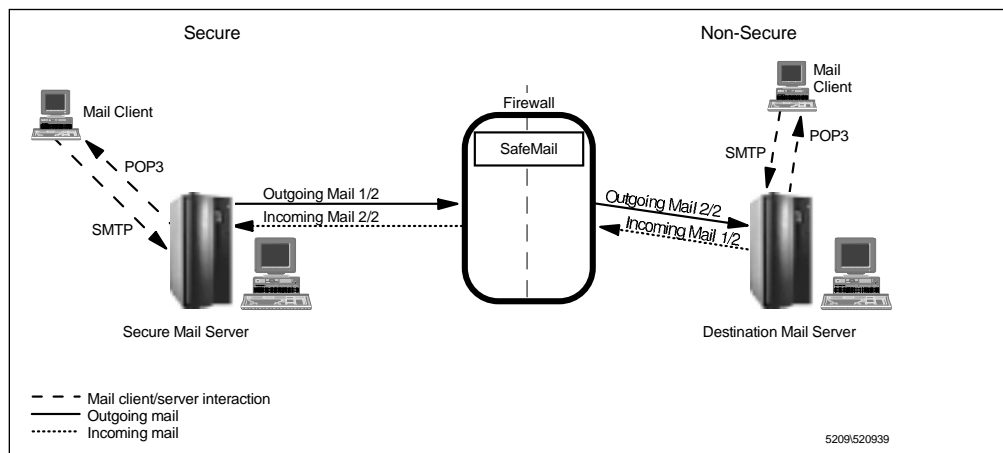 Secure
Non-Secure
Mail
Client
Mail Client
Firewall
SafeMail
POP3
SMTP
SMTP
POP3
Outgoing Mail 1/2
Incoming Mail 2/2
Outgoing Mail 2/2
Incoming Mail 1/2
Secure Mail Server
Destination Mail Server
Mail client/server interaction
Outgoing mail
Incoming mail
5209\520939